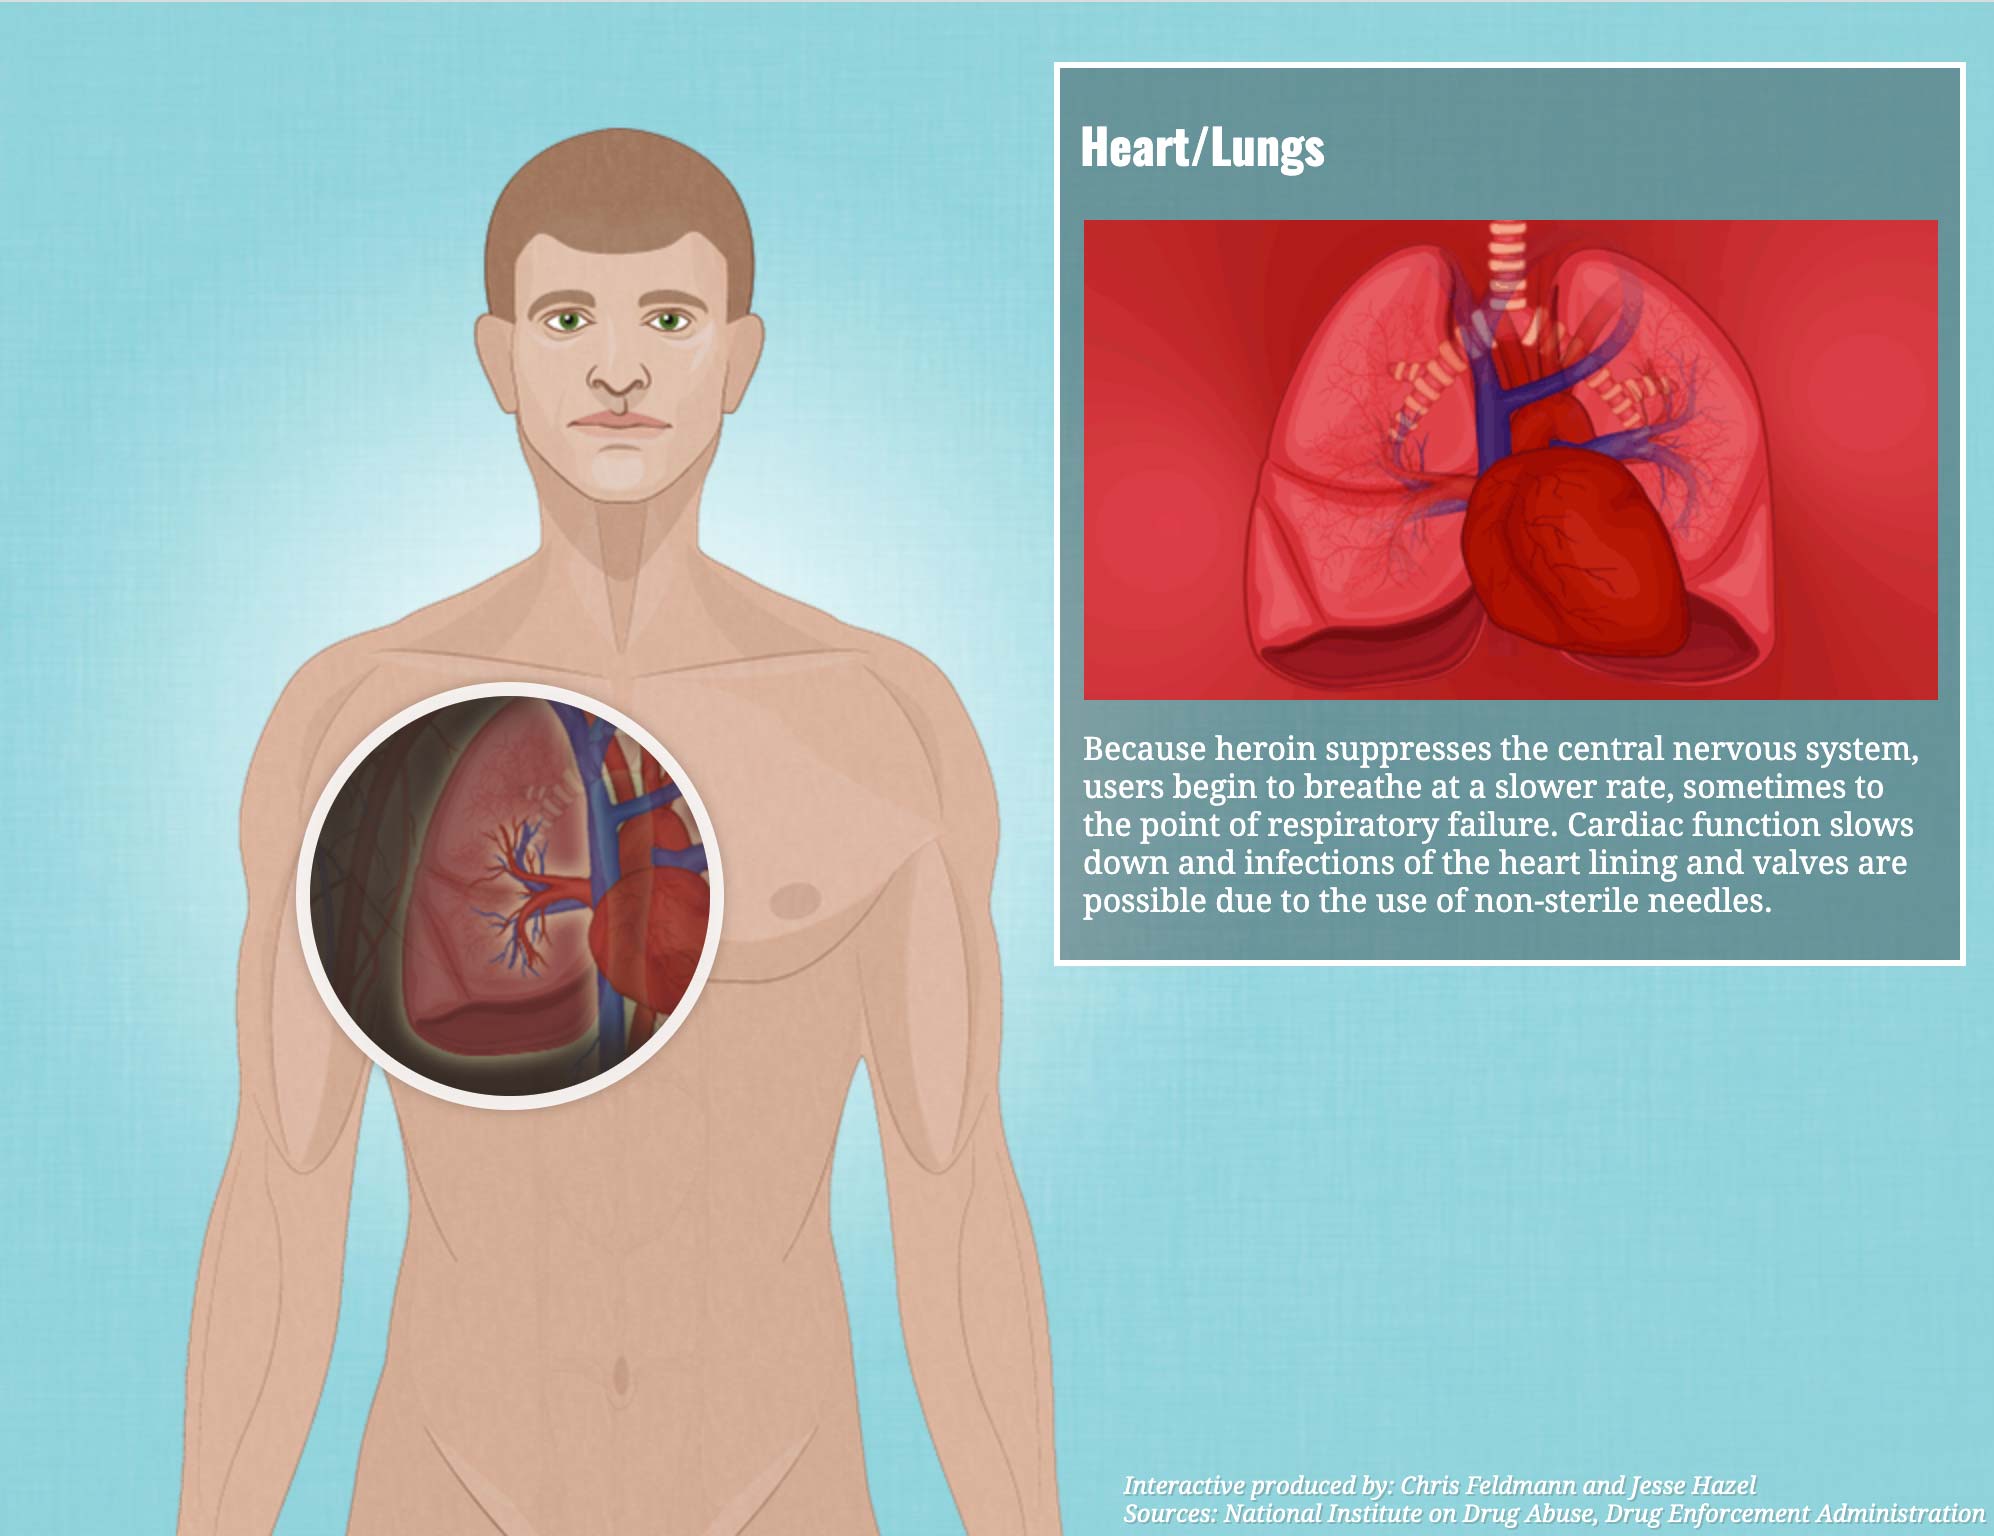 Heart/Lungs
Because heroin suppresses the central nervous system,
users begin to breathe at a slower rate, sometimes to
the point of respiratory failure. Cardiac function slows
down and infections of the heart lining and valves are
possible due to the use of non-sterile needles.
Interactive produced by: Chris Feldmann and Jesse Hazel
Sources: National Institute on Drug Abuse, Drug Enforcement Administration